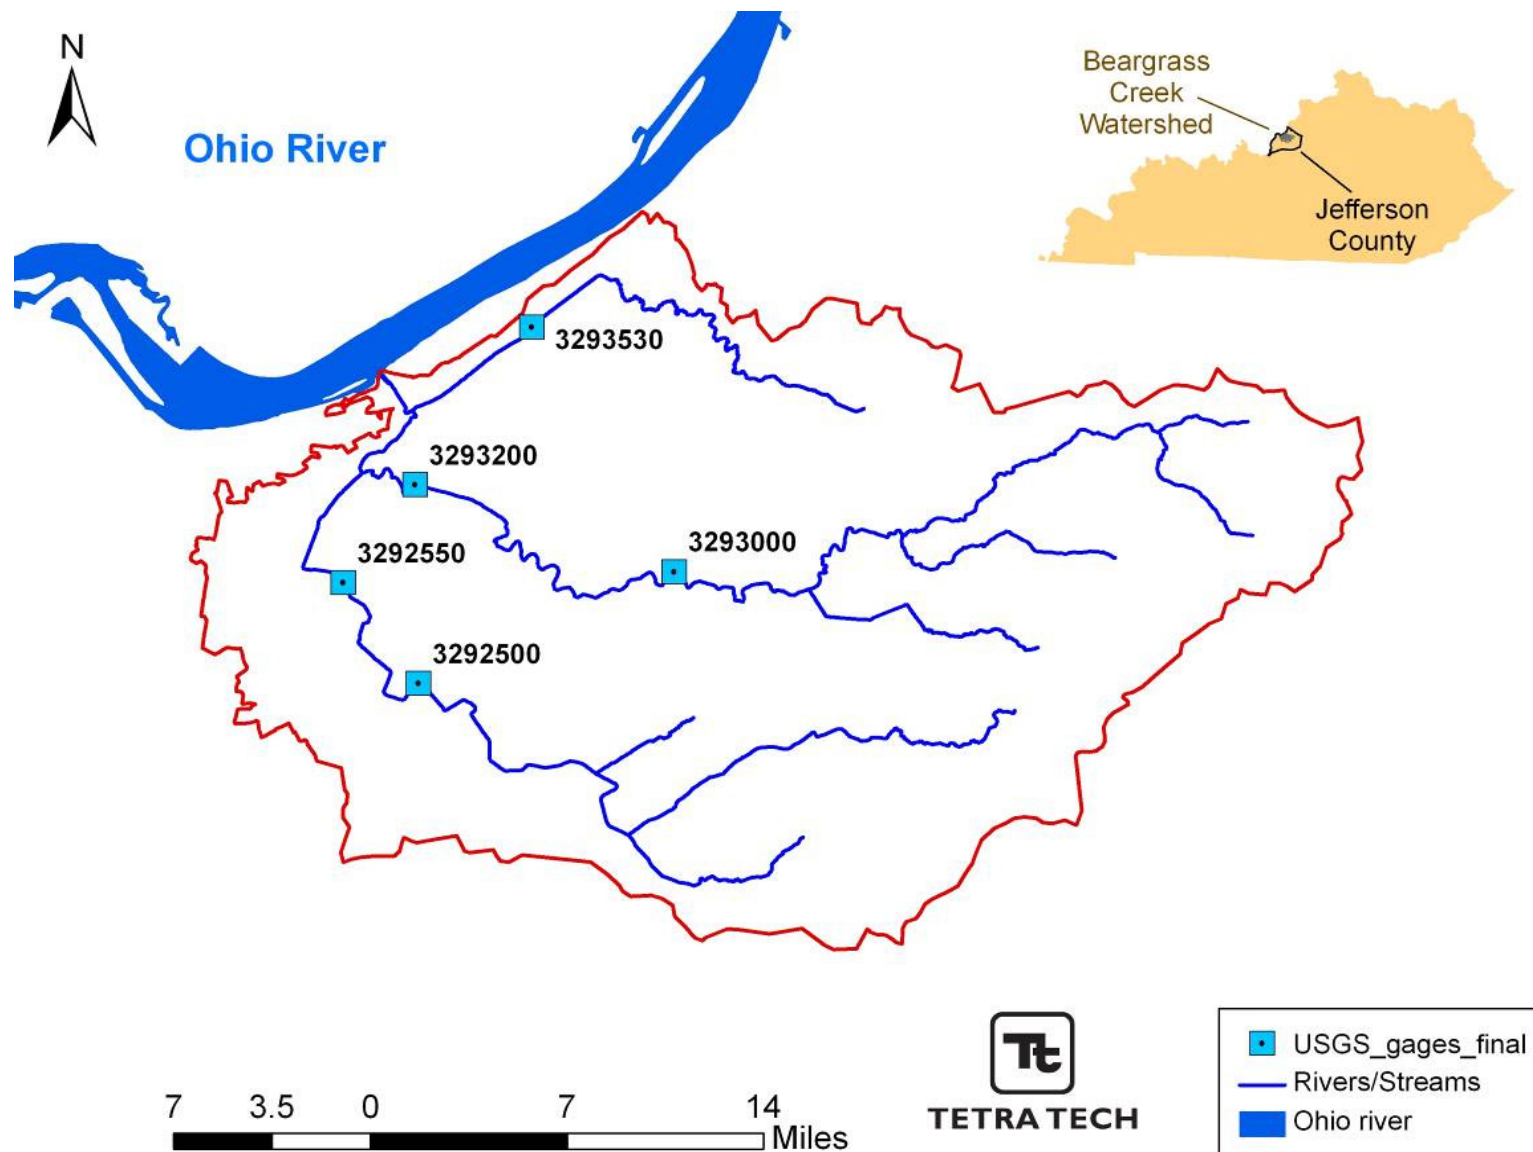 N
Ohio River
Beargrass
Creek
Watershed
Jefferson
County
3293530
3293200
3293000
3292550
3292500
7 3.5 0 7 14
Miles
Tt
TETRA TECH
USGS_gages_final
Rivers/Streams
Ohio river